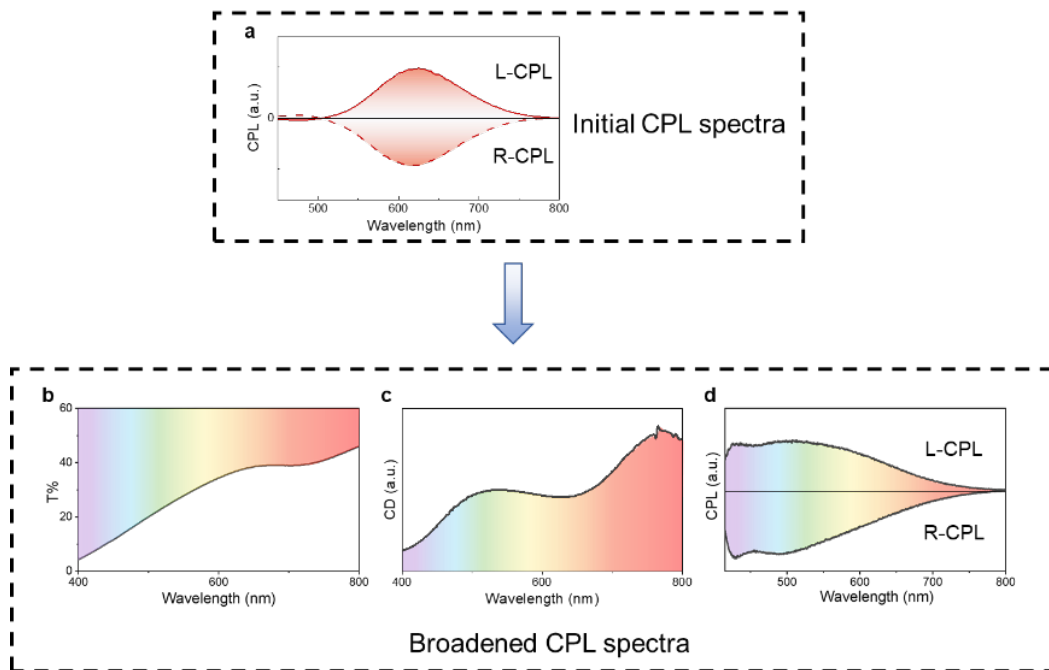 a
L-CPL
0
CPL (a.u.)
R-CPL
500 600 700 800
Wavelength (nm)
Initial CPL spectra
b
60
40
20
0
T%
400 600 800
Wavelength (nm)
c
CD (a.u.)
400 600 800
Wavelength (nm)
d
L-CPL
CPL (a.u.)
R-CPL
500 600 700 800
Wavelength (nm)
Broadened CPL spectra